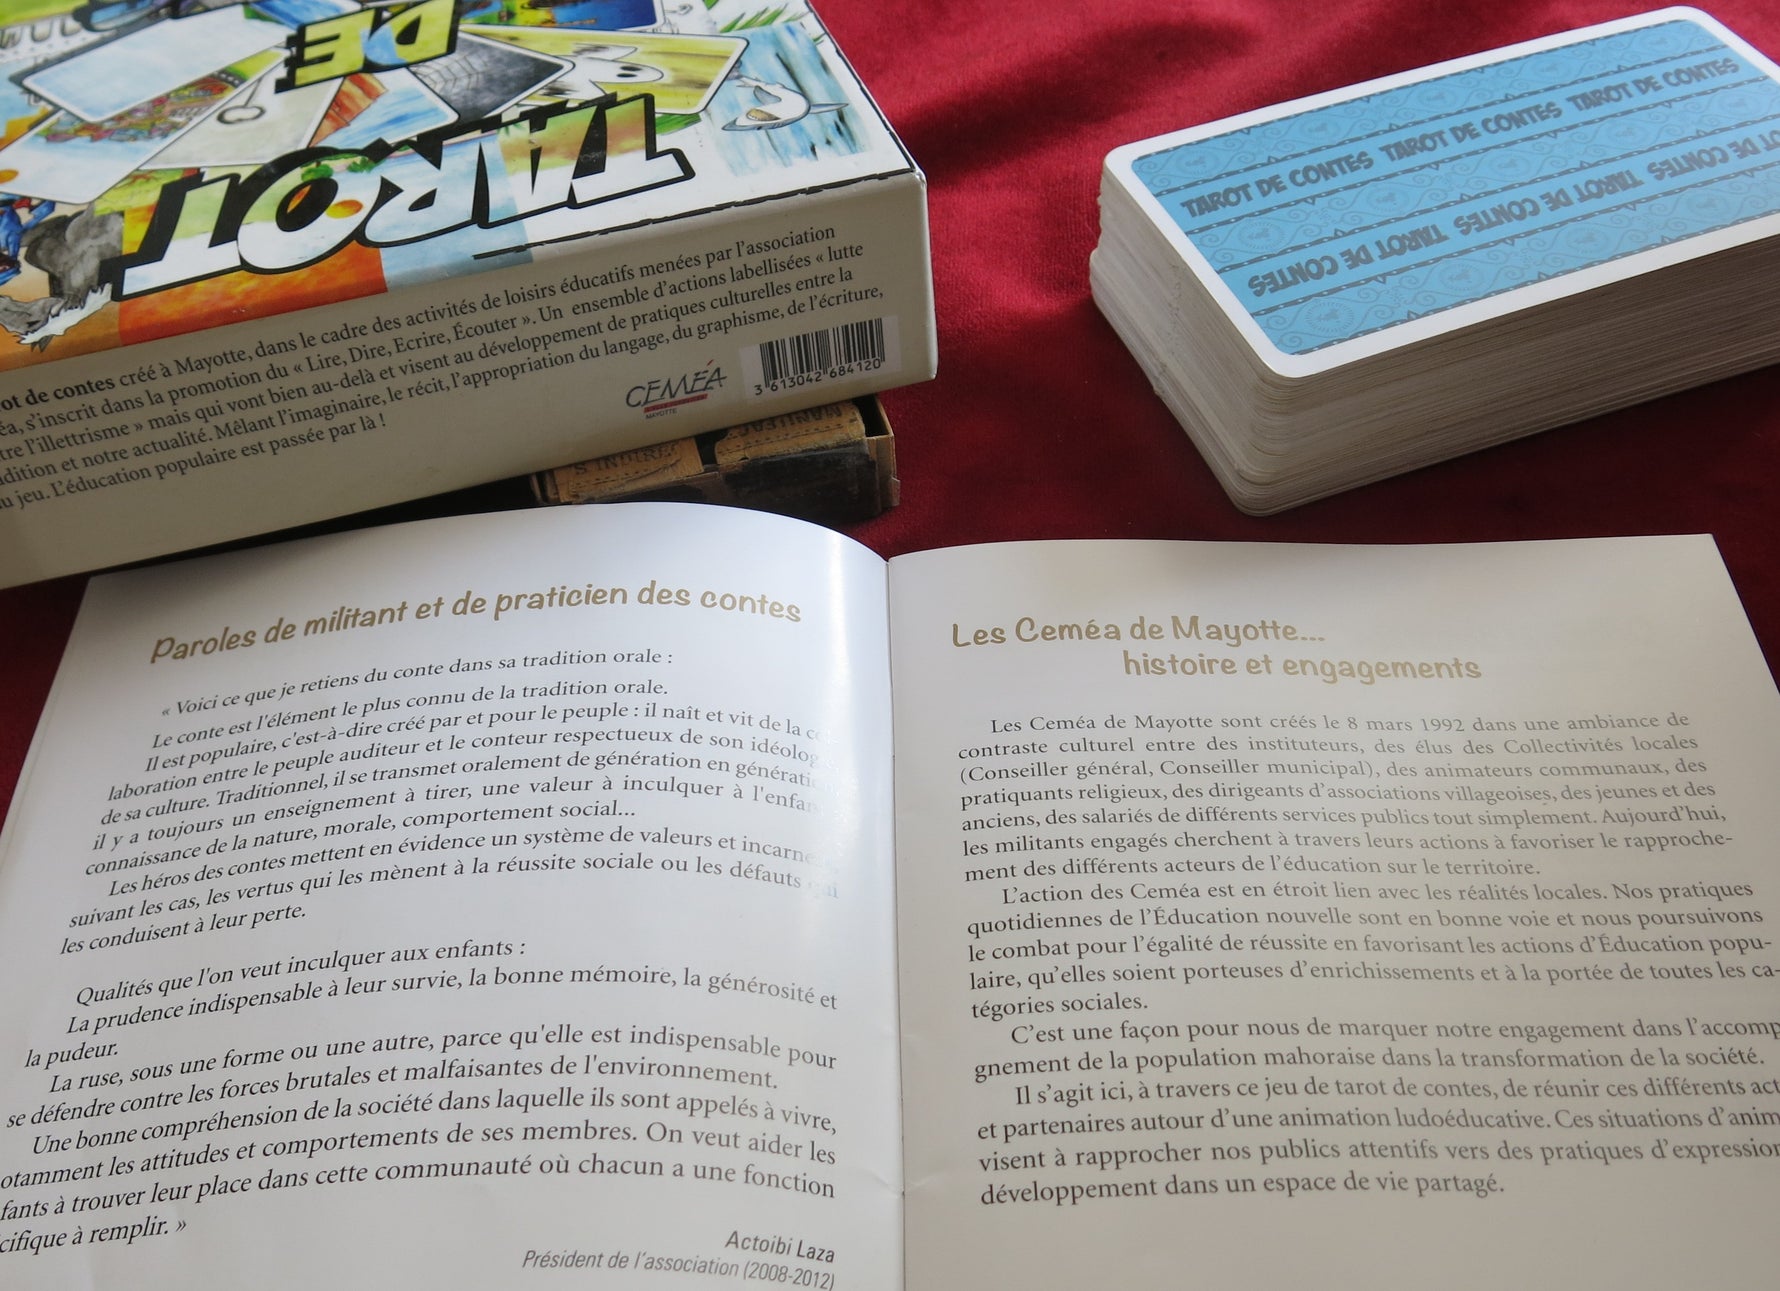 DE
TAROT
ot de contes créé à Mayotte, dans le cadre des activités de loisirs éducatifs menées par l'association
éa, s'inscrit dans la promotion du « Lire, Dire, Ecrire, Écouter ». Un ensemble d'actions labellisées « lutte
tre l'illettrisme » mais qui vont bien au-delà et visent au développement de pratiques culturelles entre la
dition et notre actualité. Mêlant l'imaginaire, le récit, l'appropriation du langage, du graphisme, de l'écriture,
u jeu. L'éducation populaire est passée par là !
CEMÉA
MAYOTTE
3 613042 684120
TAROT DE CONTES TAROT DE CONTES TAROT DE CONTES
TAROT DE CONTES TAROT DE CONTES
S'INDIRE
MANUFAC
Paroles de militant et de praticien des contes
« Voici ce que je retiens du conte dans sa tradition orale :
Le conte est l'élément le plus connu de la tradition orale.
Il est populaire, c'est-à-dire créé par et pour le peuple : il naît et vit de la
laboration entre le peuple auditeur et le conteur respectueux de son idéolog
de sa culture. Traditionnel, il se transmet oralement de génération en générati
il y a toujours un enseignement à tirer, une valeur à inculquer à l'enfan
connaissance de la nature, morale, comportement social...
Les héros des contes mettent en évidence un système de valeurs et incarne
suivant les cas, les vertus qui les mènent à la réussite sociale ou les défauts qui
les conduisent à leur perte.
Qualités que l'on veut inculquer aux enfants :
La prudence indispensable à leur survie, la bonne mémoire, la générosité et
la pudeur.
La ruse, sous une forme ou une autre, parce qu'elle est indispensable pour
se défendre contre les forces brutales et malfaisantes de l'environnement.
Une bonne compréhension de la société dans laquelle ils sont appelés à vivre,
otamment les attitudes et comportements de ses membres. On veut aider les
fants à trouver leur place dans cette communauté où chacun a une fonction
cifique à remplir. »
Actoibi Laza
Président de l'association (2008-2012)
Les Ceméa de Mayotte...
histoire et engagements
Les Ceméa de Mayotte sont créés le 8 mars 1992 dans une ambiance de
contraste culturel entre des instituteurs, des élus des Collectivités locales
(Conseiller général, Conseiller municipal), des animateurs communaux, des
pratiquants religieux, des dirigeants d'associations villageoises, des jeunes et des
anciens, des salariés de différents services publics tout simplement. Aujourd'hui,
les militants engagés cherchent à travers leurs actions à favoriser le rapproche-
ment des différents acteurs de l'éducation sur le territoire.
L'action des Ceméa est en étroit lien avec les réalités locales. Nos pratiques
quotidiennes de l'Éducation nouvelle sont en bonne voie et nous poursuivons
le combat pour l'égalité de réussite en favorisant les actions d'Éducation popu-
laire, qu'elles soient porteuses d'enrichissements et à la portée de toutes les ca-
tégories sociales.
C'est une façon pour nous de marquer notre engagement dans l'accomp
gnement de la population mahoraise dans la transformation de la société.
Il s'agit ici, à travers ce jeu de tarot de contes, de réunir ces différents act
et partenaires autour d'une animation ludoéducative. Ces situations d'anim
visent à rapprocher nos publics attentifs vers des pratiques d'expression
développement dans un espace de vie partagé.